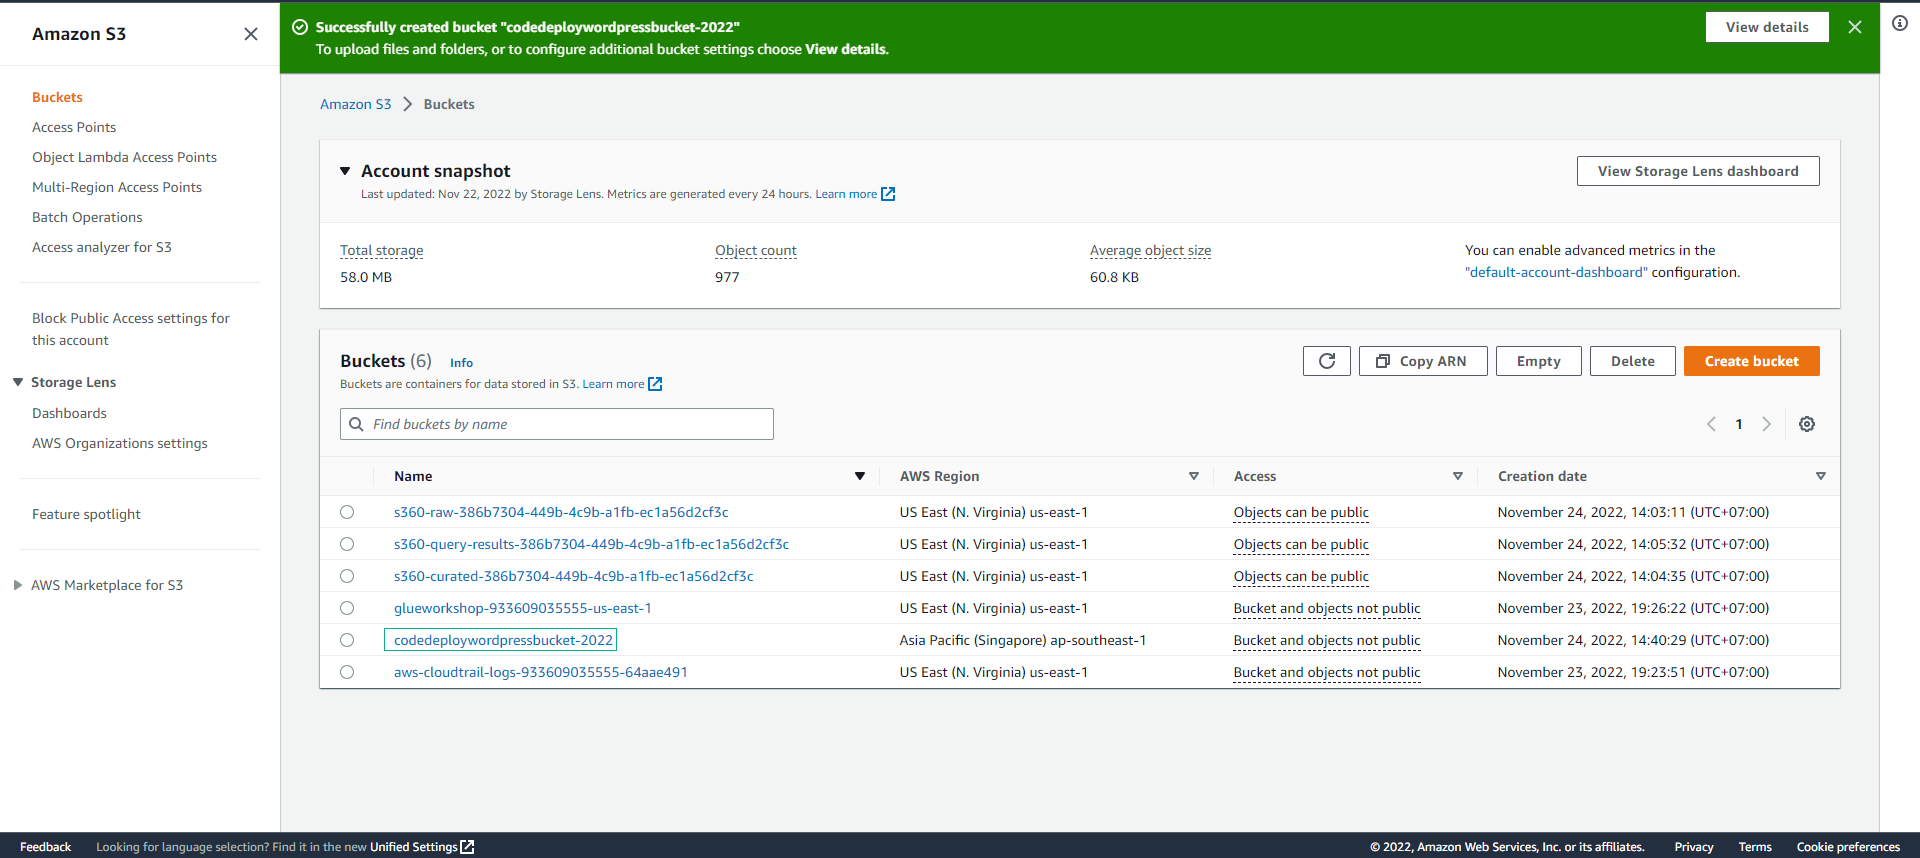 Amazon S3
Buckets
Access Points
Object Lambda Access Points
Multi-Region Access Points
Batch Operations
Access analyzer for S3
Block Public Access settings for
this account
Storage Lens
Dashboards
AWS Organizations settings
Feature spotlight
AWS Marketplace for S3
Successfully created bucket "codedeploywordpressbucket-2022"
To upload files and folders, or to configure additional bucket settings choose View details.
View details
Amazon S3 Buckets
Account snapshot
Last updated: Nov 22, 2022 by Storage Lens. Metrics are generated every 24 hours. Learn more
View Storage Lens dashboard
Total storage
58.0 MB
Object count
977
Average object size
60.8 KB
You can enable advanced metrics in the
"default-account-dashboard" configuration.
Buckets (6) Info
Buckets are containers for data stored in S3. Learn more
Copy ARN Empty Delete Create bucket
Find buckets by name
1
Name AWS Region Access Creation date
s360-raw-386b7304-449b-4c9b-a1fb-ec1a56d2cf3c US East (N. Virginia) us-east-1 Objects can be public November 24, 2022, 14:03:11 (UTC+07:00)
s360-query-results-386b7304-449b-4c9b-a1fb-ec1a56d2cf3c US East (N. Virginia) us-east-1 Objects can be public November 24, 2022, 14:05:32 (UTC+07:00)
s360-curated-386b7304-449b-4c9b-a1fb-ec1a56d2cf3c US East (N. Virginia) us-east-1 Objects can be public November 24, 2022, 14:04:35 (UTC+07:00)
glueworkshop-933609035555-us-east-1 US East (N. Virginia) us-east-1 Bucket and objects not public November 23, 2022, 19:26:22 (UTC+07:00)
codedeploywordpressbucket-2022 Asia Pacific (Singapore) ap-southeast-1 Bucket and objects not public November 24, 2022, 14:40:29 (UTC+07:00)
aws-cloudtrail-logs-933609035555-64aae491 US East (N. Virginia) us-east-1 Bucket and objects not public November 23, 2022, 19:23:51 (UTC+07:00)
Feedback Looking for language selection? Find it in the new Unified Settings © 2022, Amazon Web Services, Inc. or its affiliates. Privacy Terms Cookie preferences